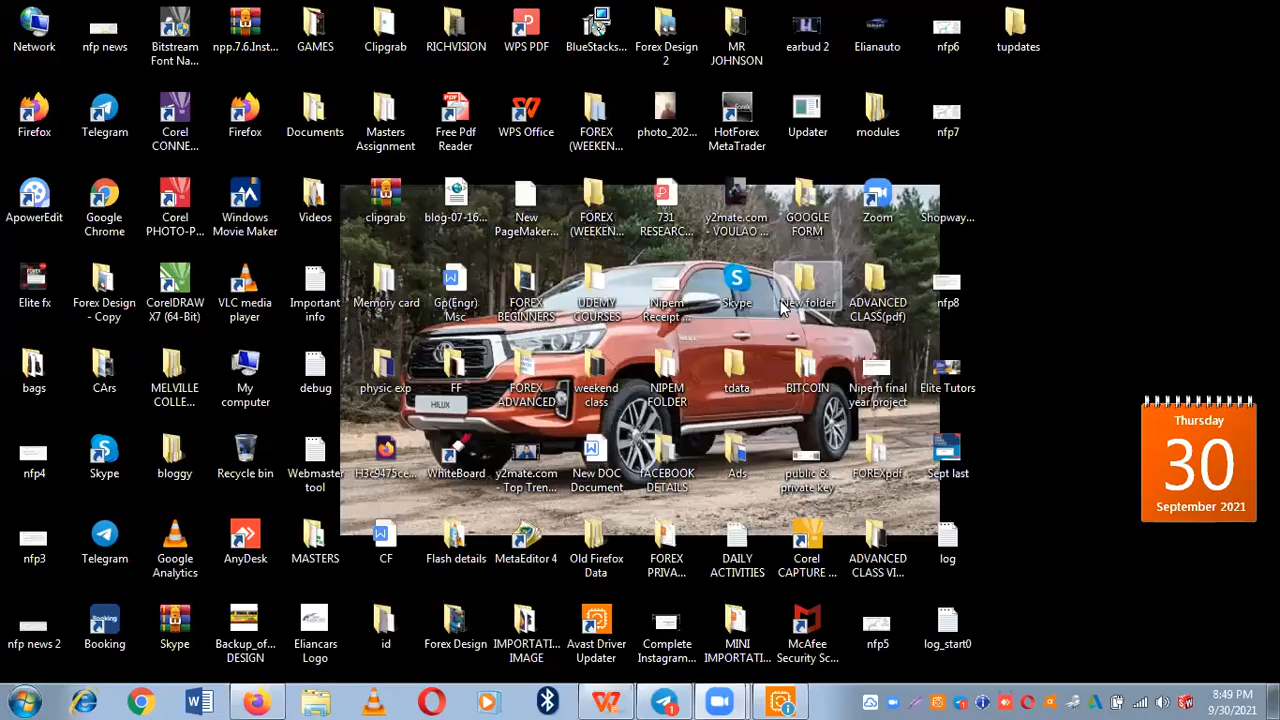 Network
nfp news
Bitstream
Font Na...
npp.7.6.Inst...
GAMES
Clipgrab
RICHVISION
WPS PDF
BlueStacks...
Forex Design
2
MR
JOHNSON
earbud 2
Elianauto
nfp6
tupdates
Firefox
Telegram
Corel
CONNE...
Firefox
Documents
Masters
Assignment
Free Pdf
Reader
WPS Office
FOREX
(WEEKEN...
photo_202...
HotForex
MetaTrader
Updater
modules
nfp7
ApowerEdit
Google
Chrome
Corel
PHOTO-P...
Windows
Movie Maker
Videos
clipgrab
blog-07-16...
New
PageMaker...
FOREX
(WEEKEN...
731
RESEARC...
y2mate.com
- VOULAO ...
GOOGLE
FORM
Zoom
Shopway...
Elite fx
Forex Design
- Copy
CorelDRAW
X7 (64-Bit)
VLC media
player
Important
info
Memory card
Gp(Engr)
Msc
FOREX
BEGINNERS
UDEMY
COURSES
Nipem
Receipt ...
Skype
New folder
ADVANCED
CLASS(pdf)
nfp8
bags
CArs
MELVILLE
COLLE...
My
computer
debug
physic exp
FF
FOREX
ADVANCED
weekend
class
NIPEM
FOLDER
tdata
BITCOIN
Nipem final
year project
Elite Tutors
HILUX
nfp4
Skype
bloggy
Recycle bin
Webmaster
tool
H3c9475ce...
WhiteBoard
y2mate.com
- Top Tren...
New DOC
Document
fACEBOOK
DETAILS
Ads
public &
private key
FOREXpdf
Sept last
nfp3
Telegram
Google
Analytics
AnyDesk
MASTERS
CF
Flash details
MetaEditor 4
Old Firefox
Data
FOREX
PRIVA...
DAILY
ACTIVITIES
Corel
CAPTURE ...
ADVANCED
CLASS VI...
log
nfp news 2
Booking
Skype
Backup_of...
DESIGN
Eliancars
Logo
id
Forex Design
IMPORTATI...
IMAGE
Avast Driver
Updater
Complete
Instagram...
MINI
IMPORTATI...
McAfee
Security Sc...
nfp5
log_start0
Thursday
30
September 2021
8:49 PM
9/30/2021